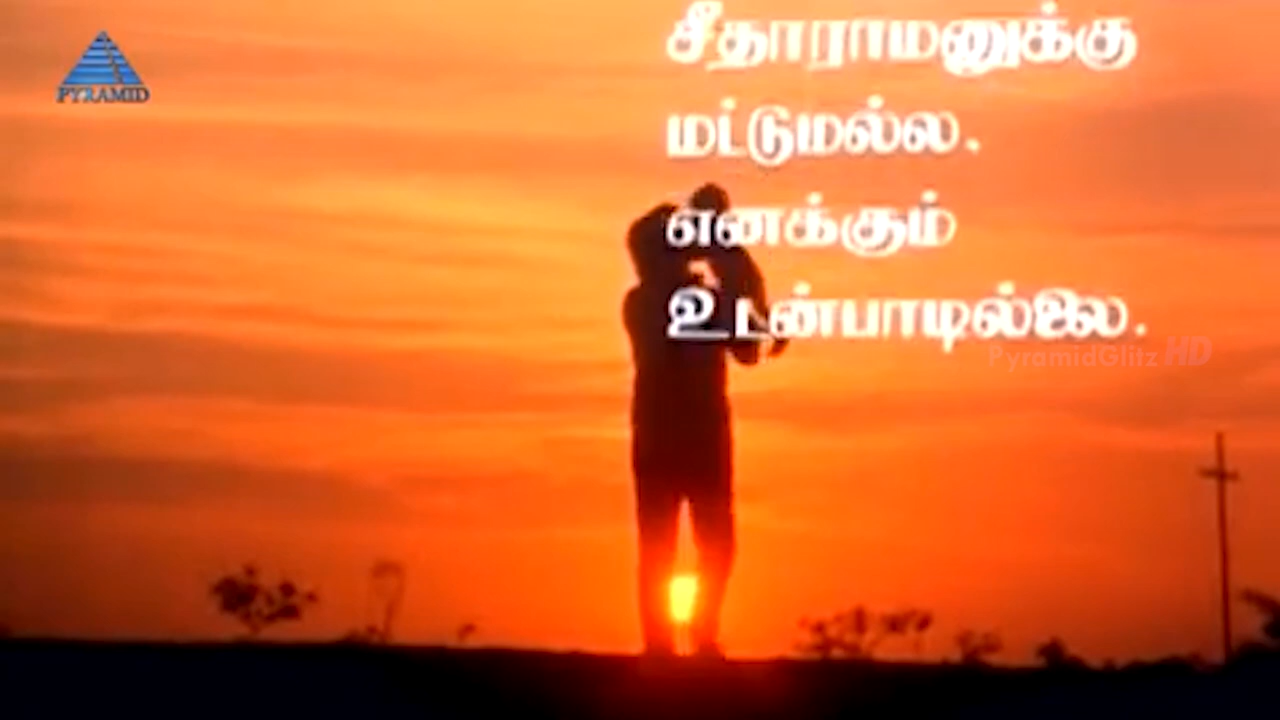 சீதாராமனுக்கு
மட்டுமல்ல.
எனக்கும்
உடன்பாடில்லை.
PYRAMID
PyramidGlitz HD